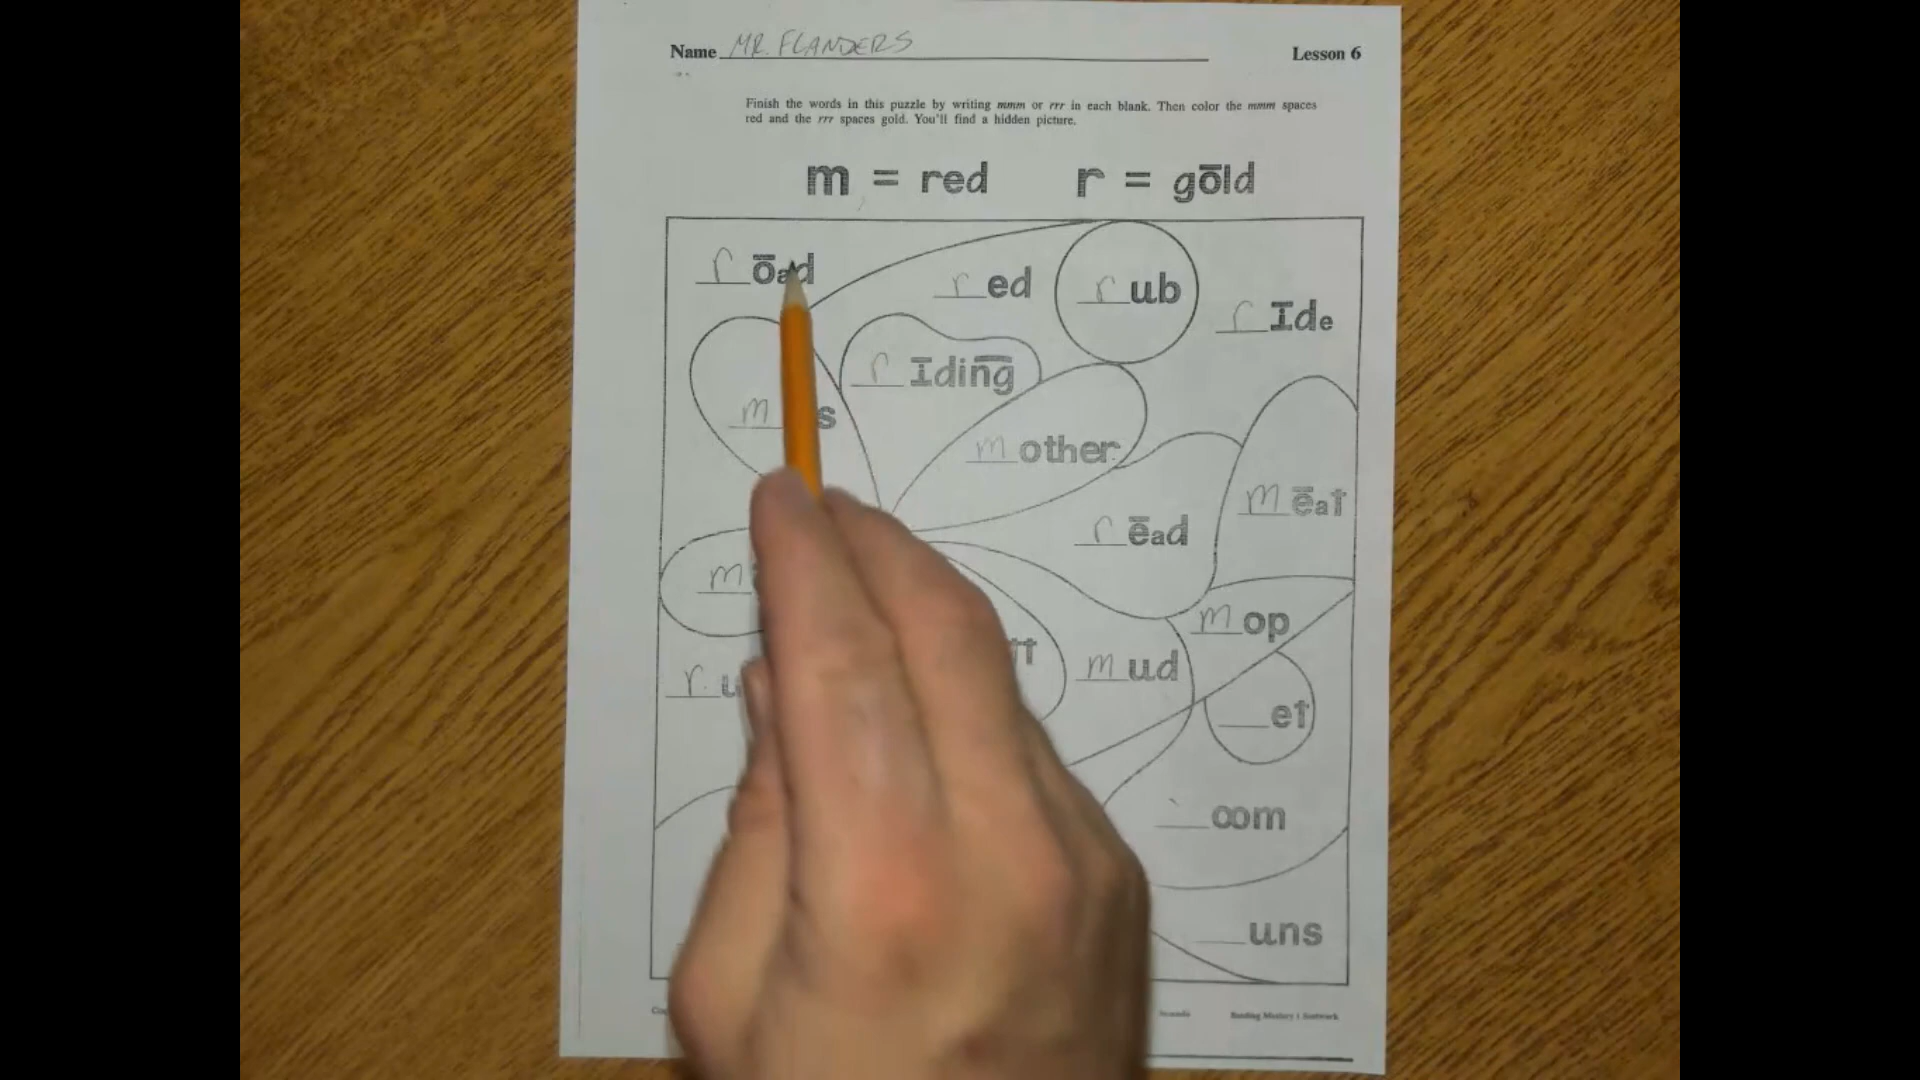 Name MR. FLANDERS
Lesson 6
Finish the words in this puzzle by writing mmm or rrr in each blank. Then color the mmm spaces
red and the rrr spaces gold. You'll find a hidden picture.
m = red r = gōld
r ōad
r ed
r ub
r īde
r īding
m other
m ēat
r ēad
m op
m ud
et
oom
uns